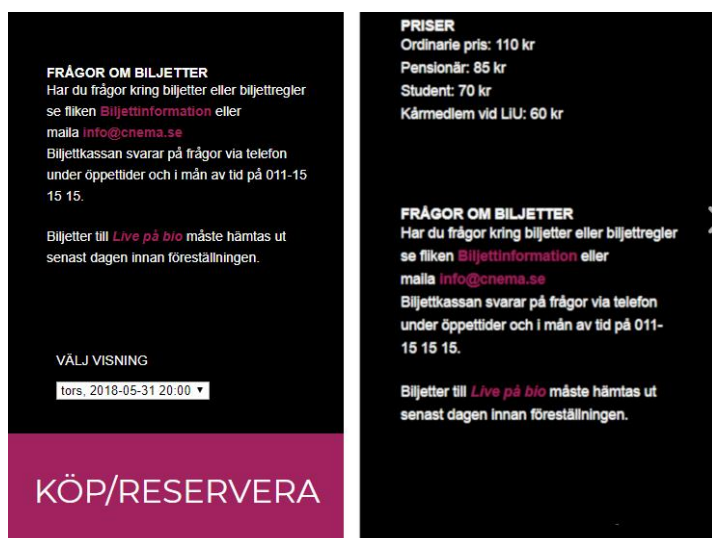 FRÅGOR OM BILJETTER
Har du frågor kring biljetter eller biljettregler
se fliken Biljettinformation eller
maila info@cnema.se
Biljettkassan svarar på frågor via telefon
under öppettider och i mån av tid på 011-15
15 15.
Biljetter till Live på bio måste hämtas ut
senast dagen innan föreställningen.
VÄLJ VISNING
tors, 2018-05-31 20:00
KÖP/RESERVERA
PRISER
Ordinarie pris: 110 kr
Pensionär: 85 kr
Student: 70 kr
Kårmedlem vid LiU: 60 kr
FRÅGOR OM BILJETTER
Har du frågor kring biljetter eller biljettregler
se fliken Biljettinformation eller
maila info@cnema.se
Biljettkassan svarar på frågor via telefon
under öppettider och i mån av tid på 011-
15 15 15.
Biljetter till Live på bio måste hämtas ut
senast dagen innan föreställningen.